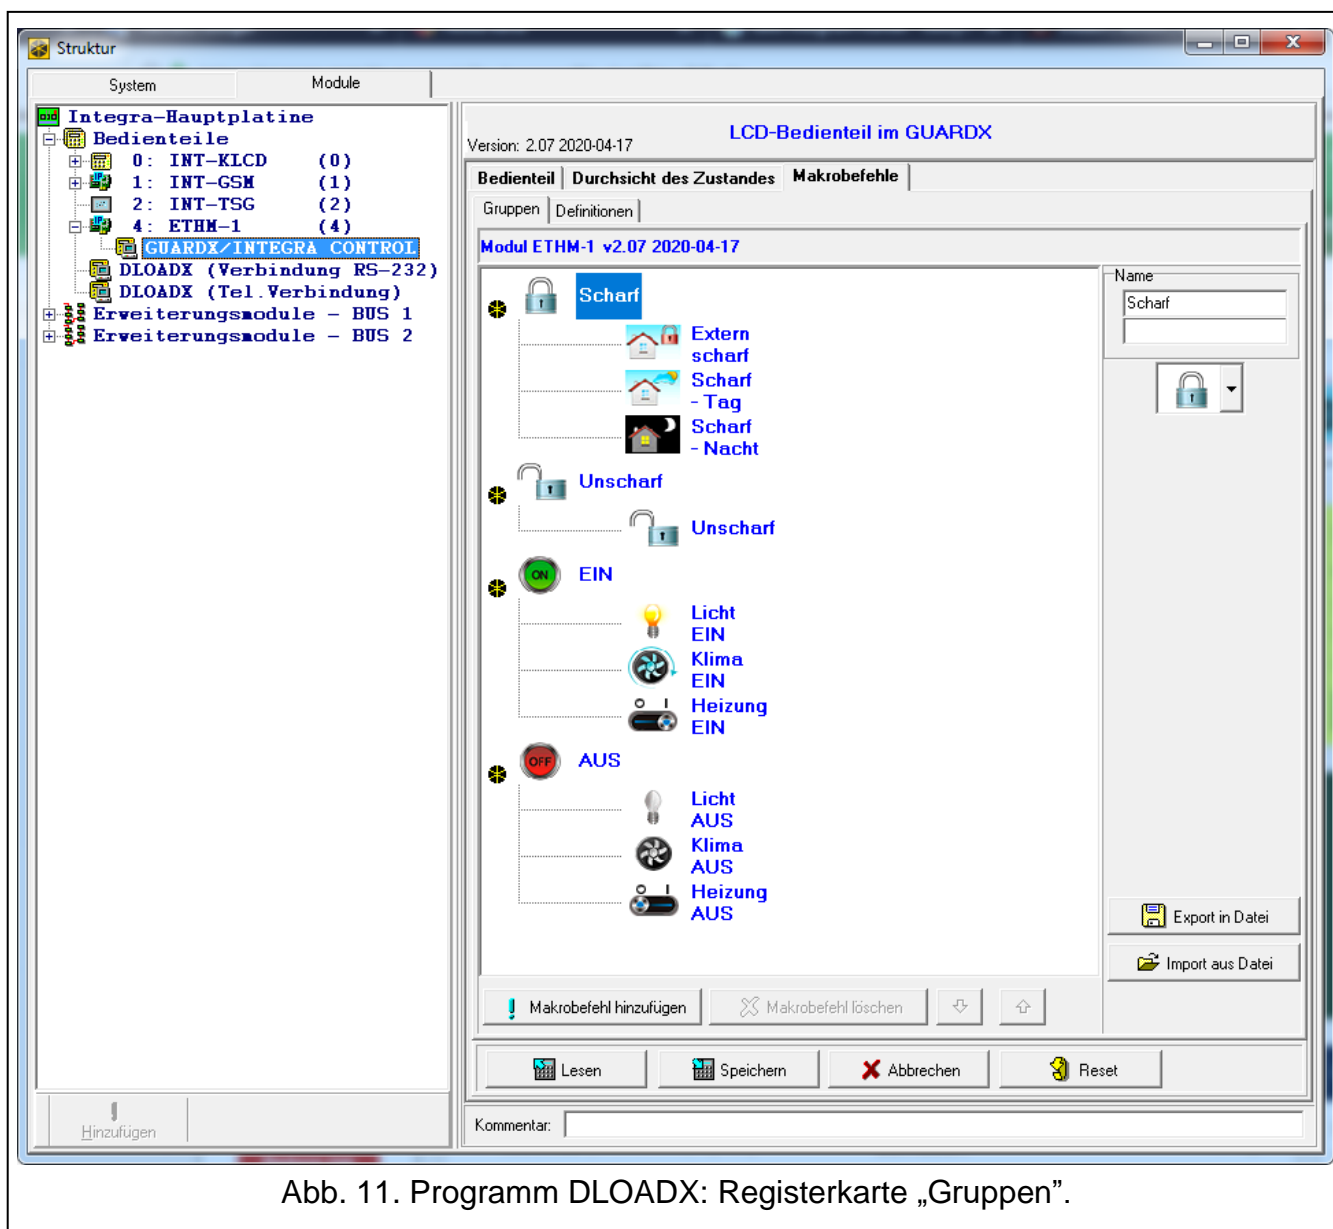 Struktur
System
Module
Integra-Hauptplatine
Bedienteile
0: INT-KLCD (0)
1: INT-GSM (1)
2: INT-TSG (2)
4: ETHM-1 (4)
GUARDX/INTEGRA CONTROL
DLOADX (Verbindung RS-232)
DLOADX (Tel.Verbindung)
Erweiterungsmodule - BUS 1
Erweiterungsmodule - BUS 2
Hinzufügen
LCD-Bedienteil im GUARDX
Version: 2.07 2020-04-17
Bedienteil
Durchsicht des Zustandes
Makrobefehle
Gruppen
Definitionen
Modul ETHM-1 v2.07 2020-04-17
Scharf
Extern
scharf
Scharf
- Tag
Scharf
- Nacht
Unscharf
Unscharf
ON
EIN
Licht
EIN
Klima
EIN
Heizung
EIN
OFF
AUS
Licht
AUS
Klima
AUS
Heizung
AUS
Name
Scharf
Export in Datei
Import aus Datei
Makrobefehl hinzufügen
Makrobefehl löschen
Lesen
Speichern
Abbrechen
Reset
Kommentar:
Abb. 11. Programm DLOADX: Registerkarte „Gruppen”.